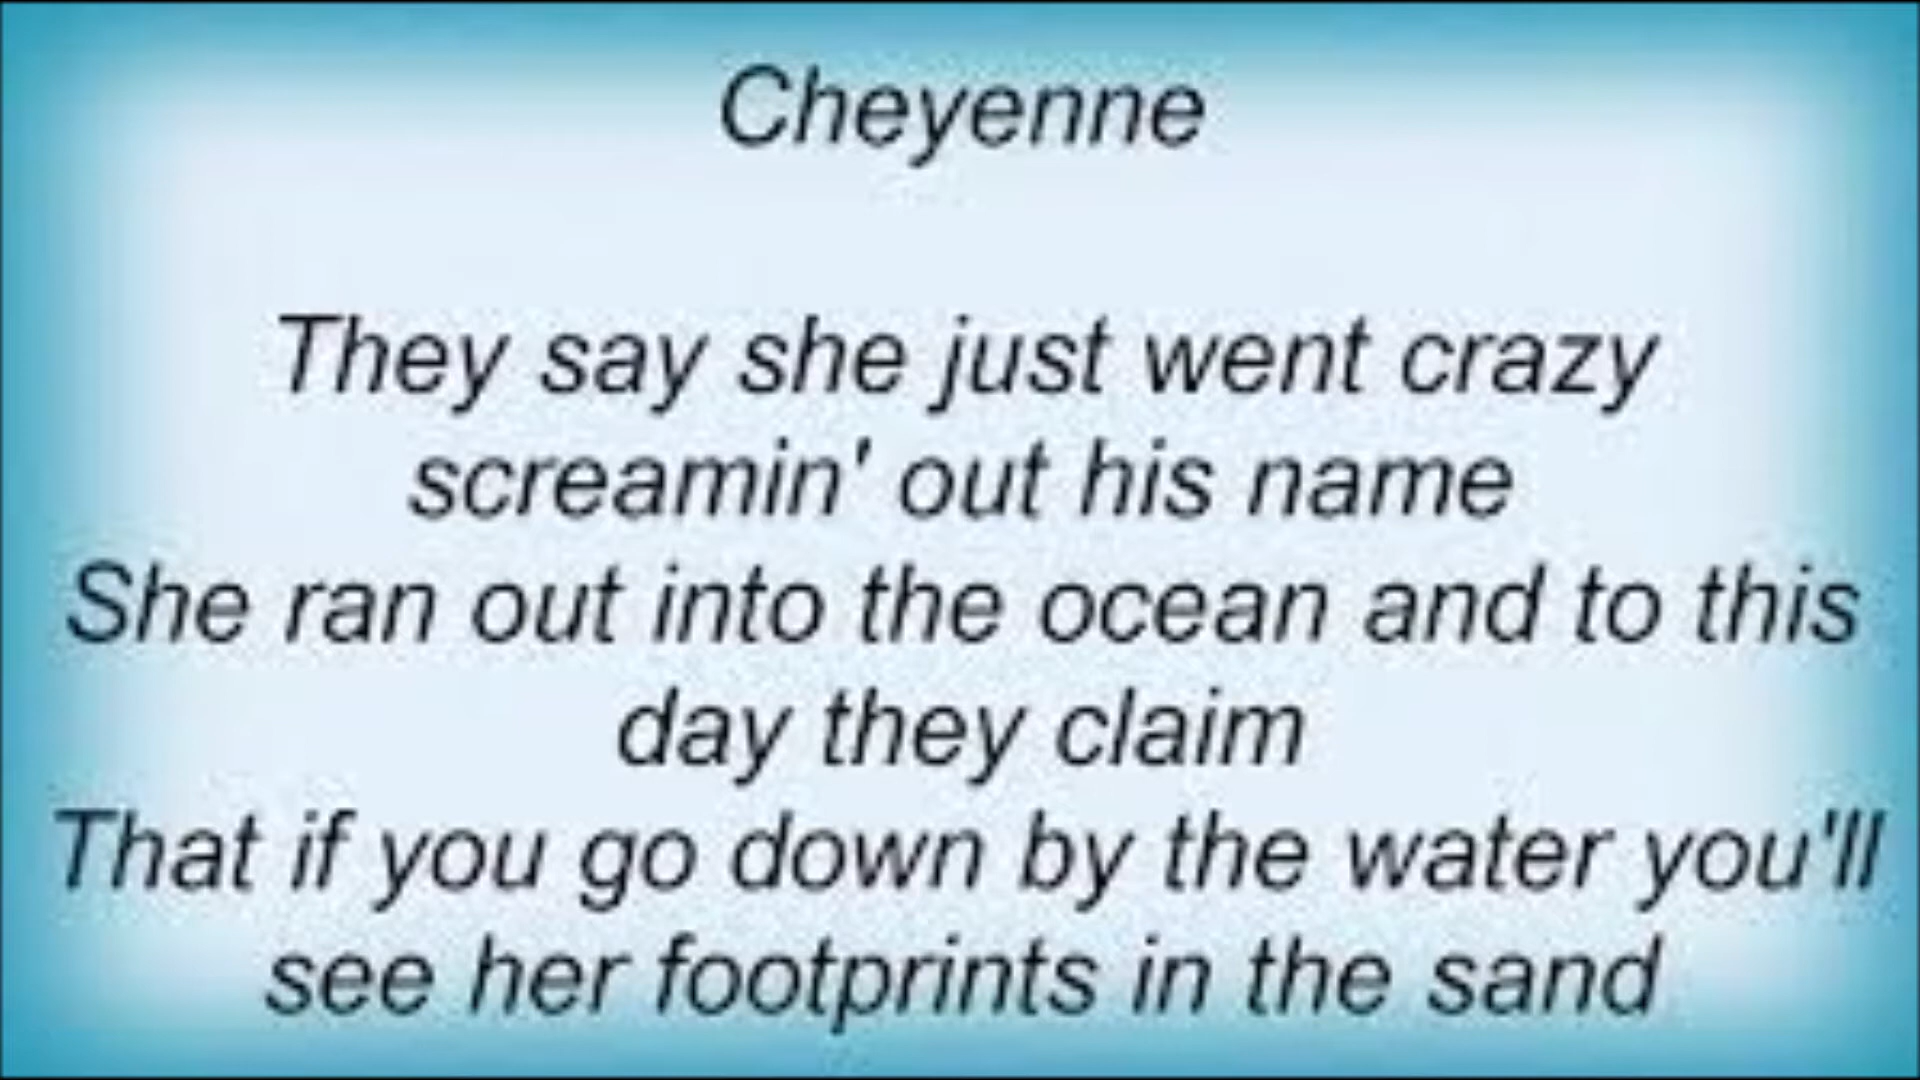 Cheyenne
They say she just went crazy
screamin' out his name
She ran out into the ocean and to this
day they claim
That if you go down by the water you'll
see her footprints in the sand